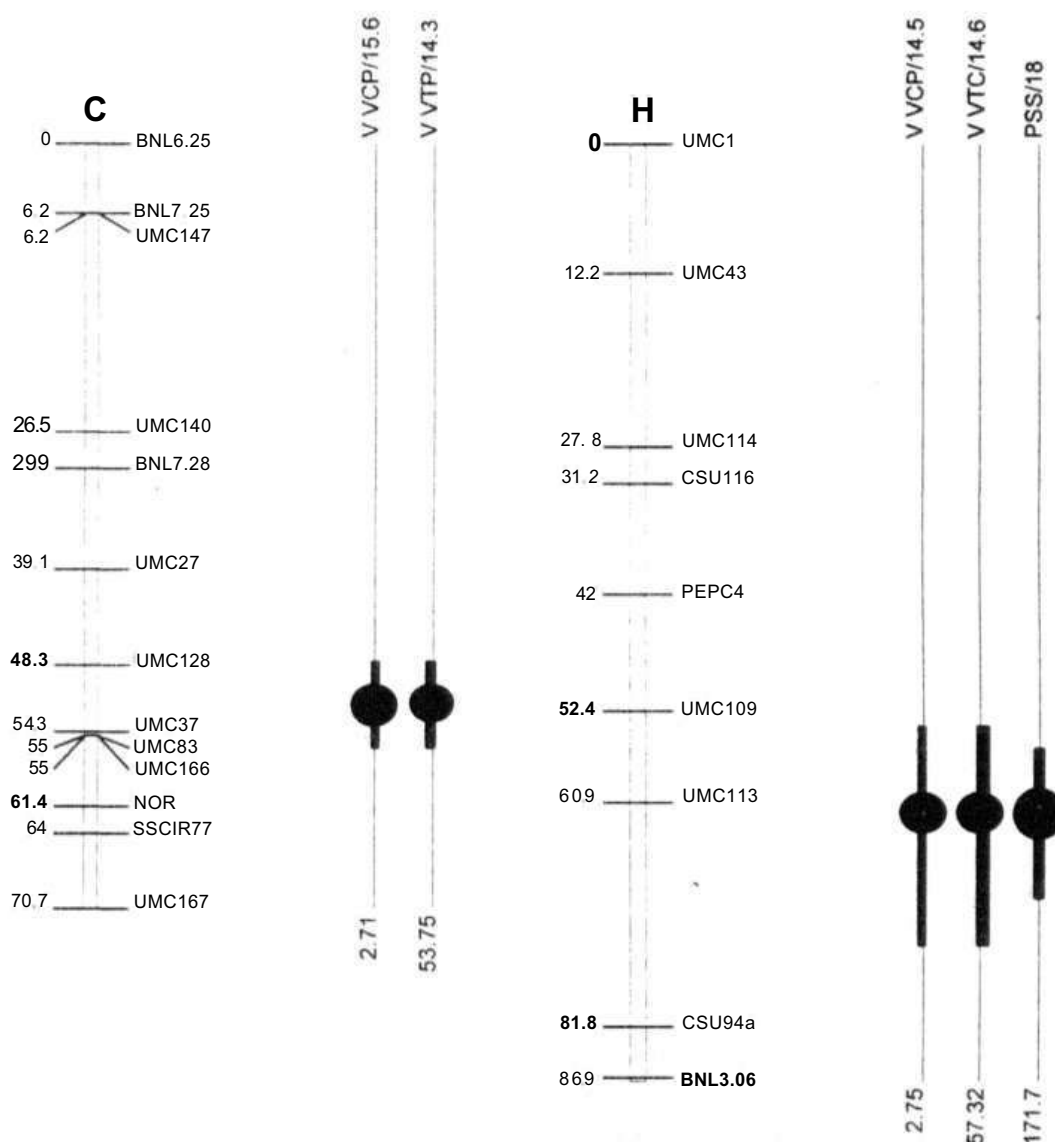 C
0 BNL6.25
6.2 BNL7 25
6.2 UMC147
26.5 UMC140
299 BNL7.28
39.1 UMC27
48.3 UMC128
543 UMC37
55 UMC83
55 UMC166
61.4 NOR
64 SSCIR77
70.7 UMC167
V VCP/15.6
2.71
V VTP/14.3
53.75
H
0 UMC1
12.2 UMC43
27. 8 UMC114
31.2 CSU116
42 PEPC4
52.4 UMC109
609 UMC113
81.8 CSU94a
869 BNL3.06
V VCP/14.5
2.75
V VTC/14.6
57.32
PSS/18
171.7